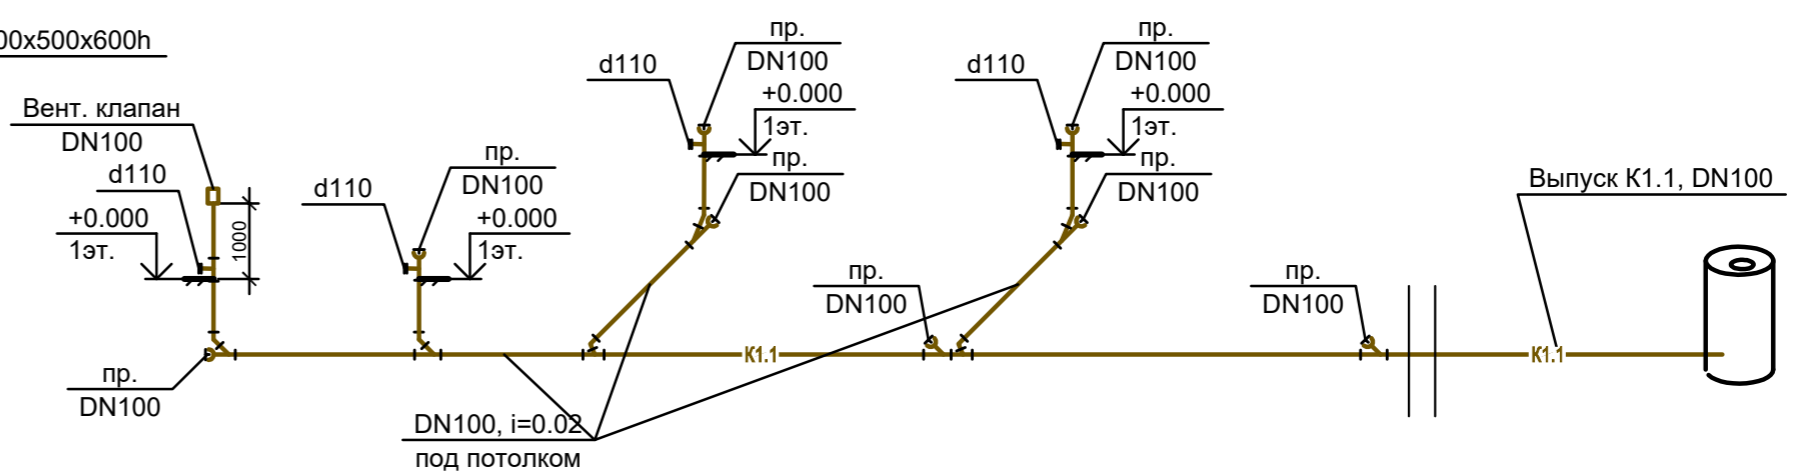 00x500x600h
Вент. клапан
DN100
d110
+0.000
1эт.
1000
пр.
DN100
d110
пр.
DN100
+0.000
1эт.
d110
пр.
DN100
+0.000
1эт.
пр.
DN100
d110
пр.
DN100
+0.000
1эт.
пр.
DN100
пр.
DN100
пр.
DN100
Выпуск К1.1, DN100
К1.1
К1.1
DN100, i=0.02
под потолком